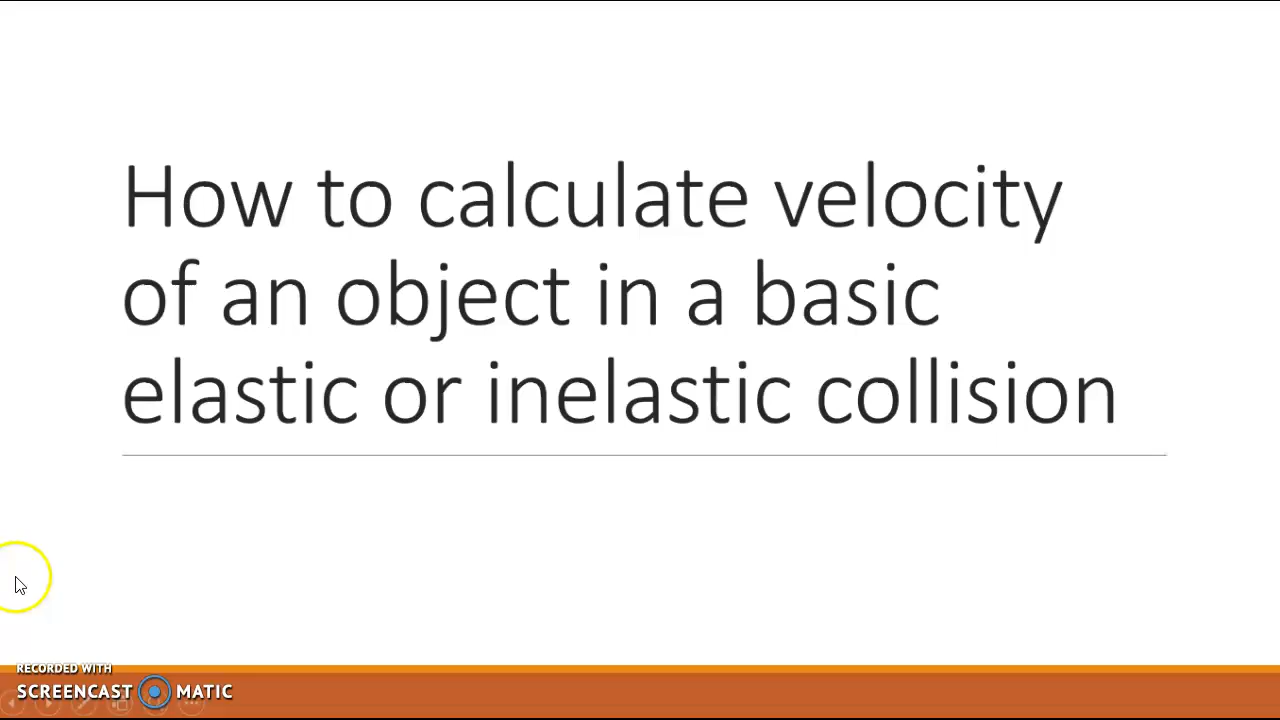 How to calculate velocity
of an object in a basic
elastic or inelastic collision
RECORDED WITH
SCREENCAST MATIC